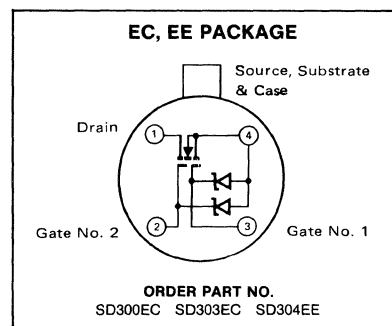 EC, EE PACKAGE
Source, Substrate
& Case
Drain
1
4
2
3
Gate No. 2
Gate No. 1
ORDER PART NO.
SD300EC SD303EC SD304EE